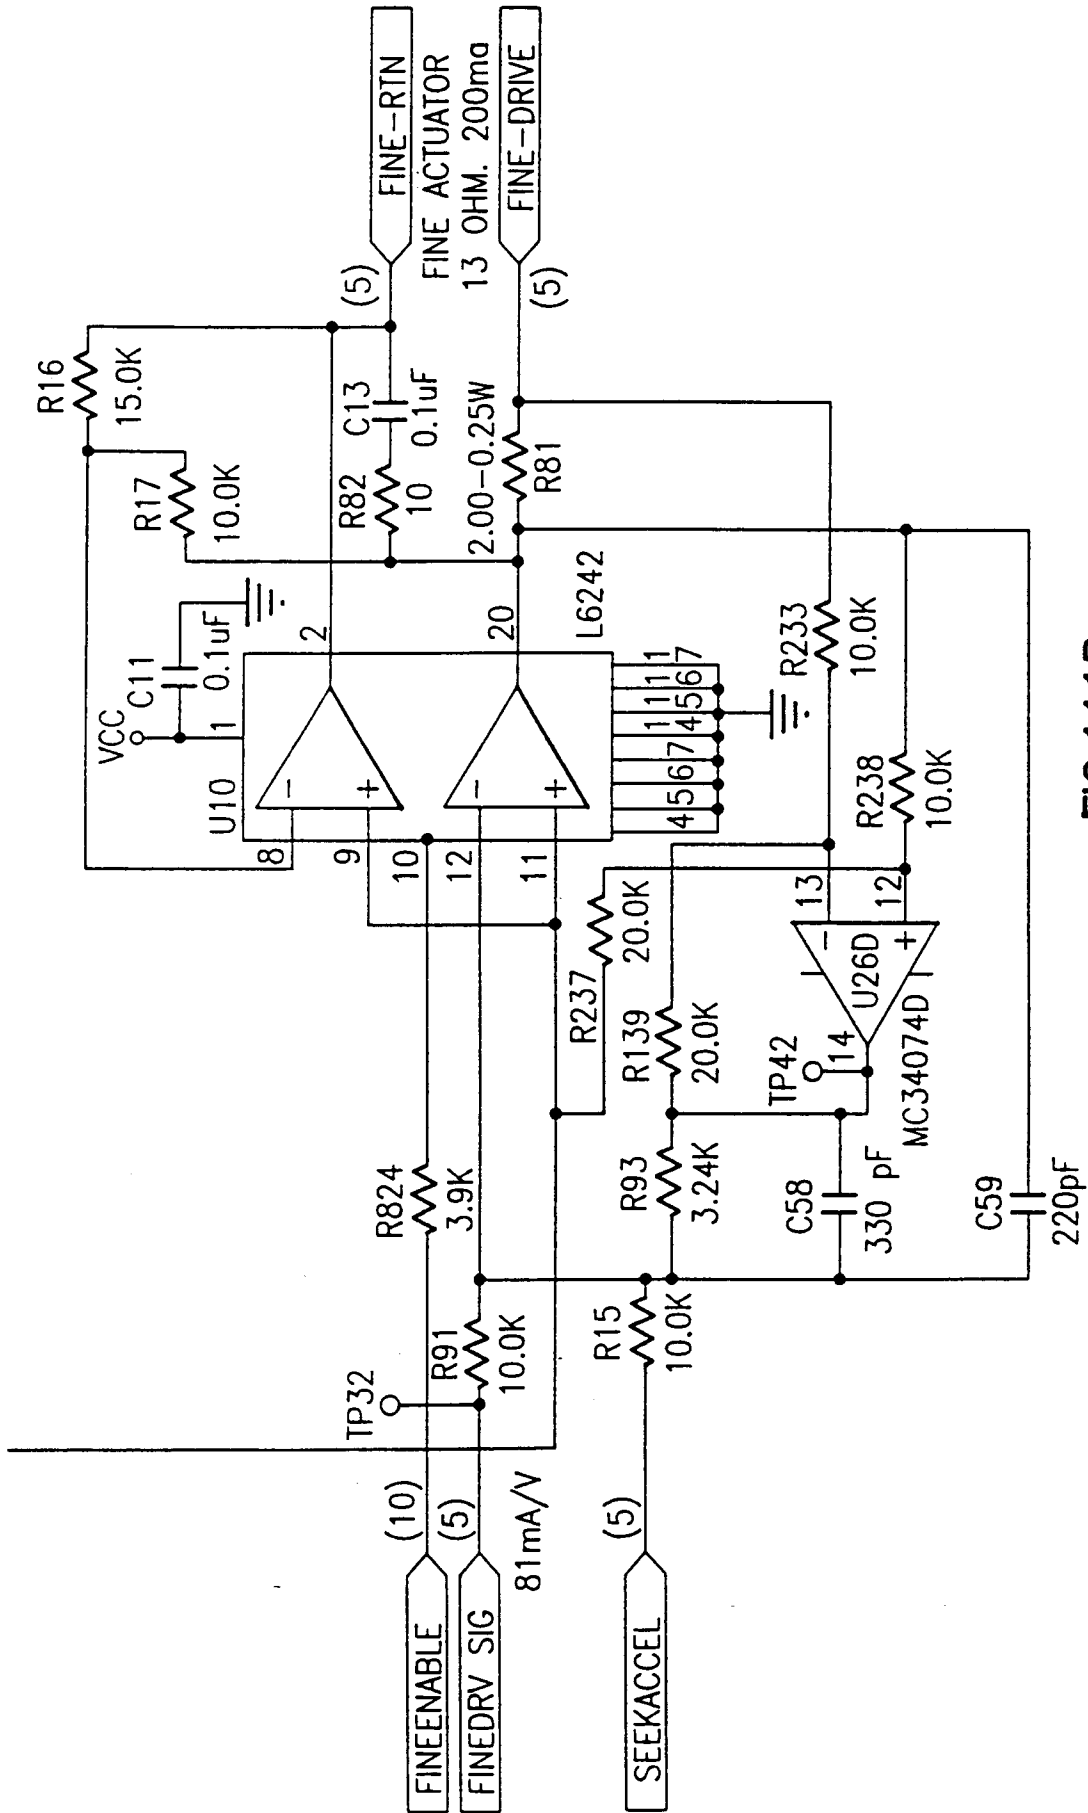 R16
15.0K
FINE-RTN
(5)
FINE ACTUATOR
13 OHM. 200ma
FINE-DRIVE
(5)
R17
10.0K
C13
0.1uF
R82
10
2.00-0.25W
R81
VCC
C11
0.1uF
1
U10
2
20
L6242
8
9
10
12
11
4
5
6
7
14
15
16
17
R233
10.0K
R238
10.0K
R237
20.0K
R139
20.0K
13
12
U26D
14
TP42
MC34074D
R824
3.9K
R93
3.24K
C58
330 pF
C59
220pF
TP32
R91
10.0K
R15
10.0K
(10)
FINEENABLE
(5)
FINEDRV SIG
81mA/V
(5)
SEEKACCEL